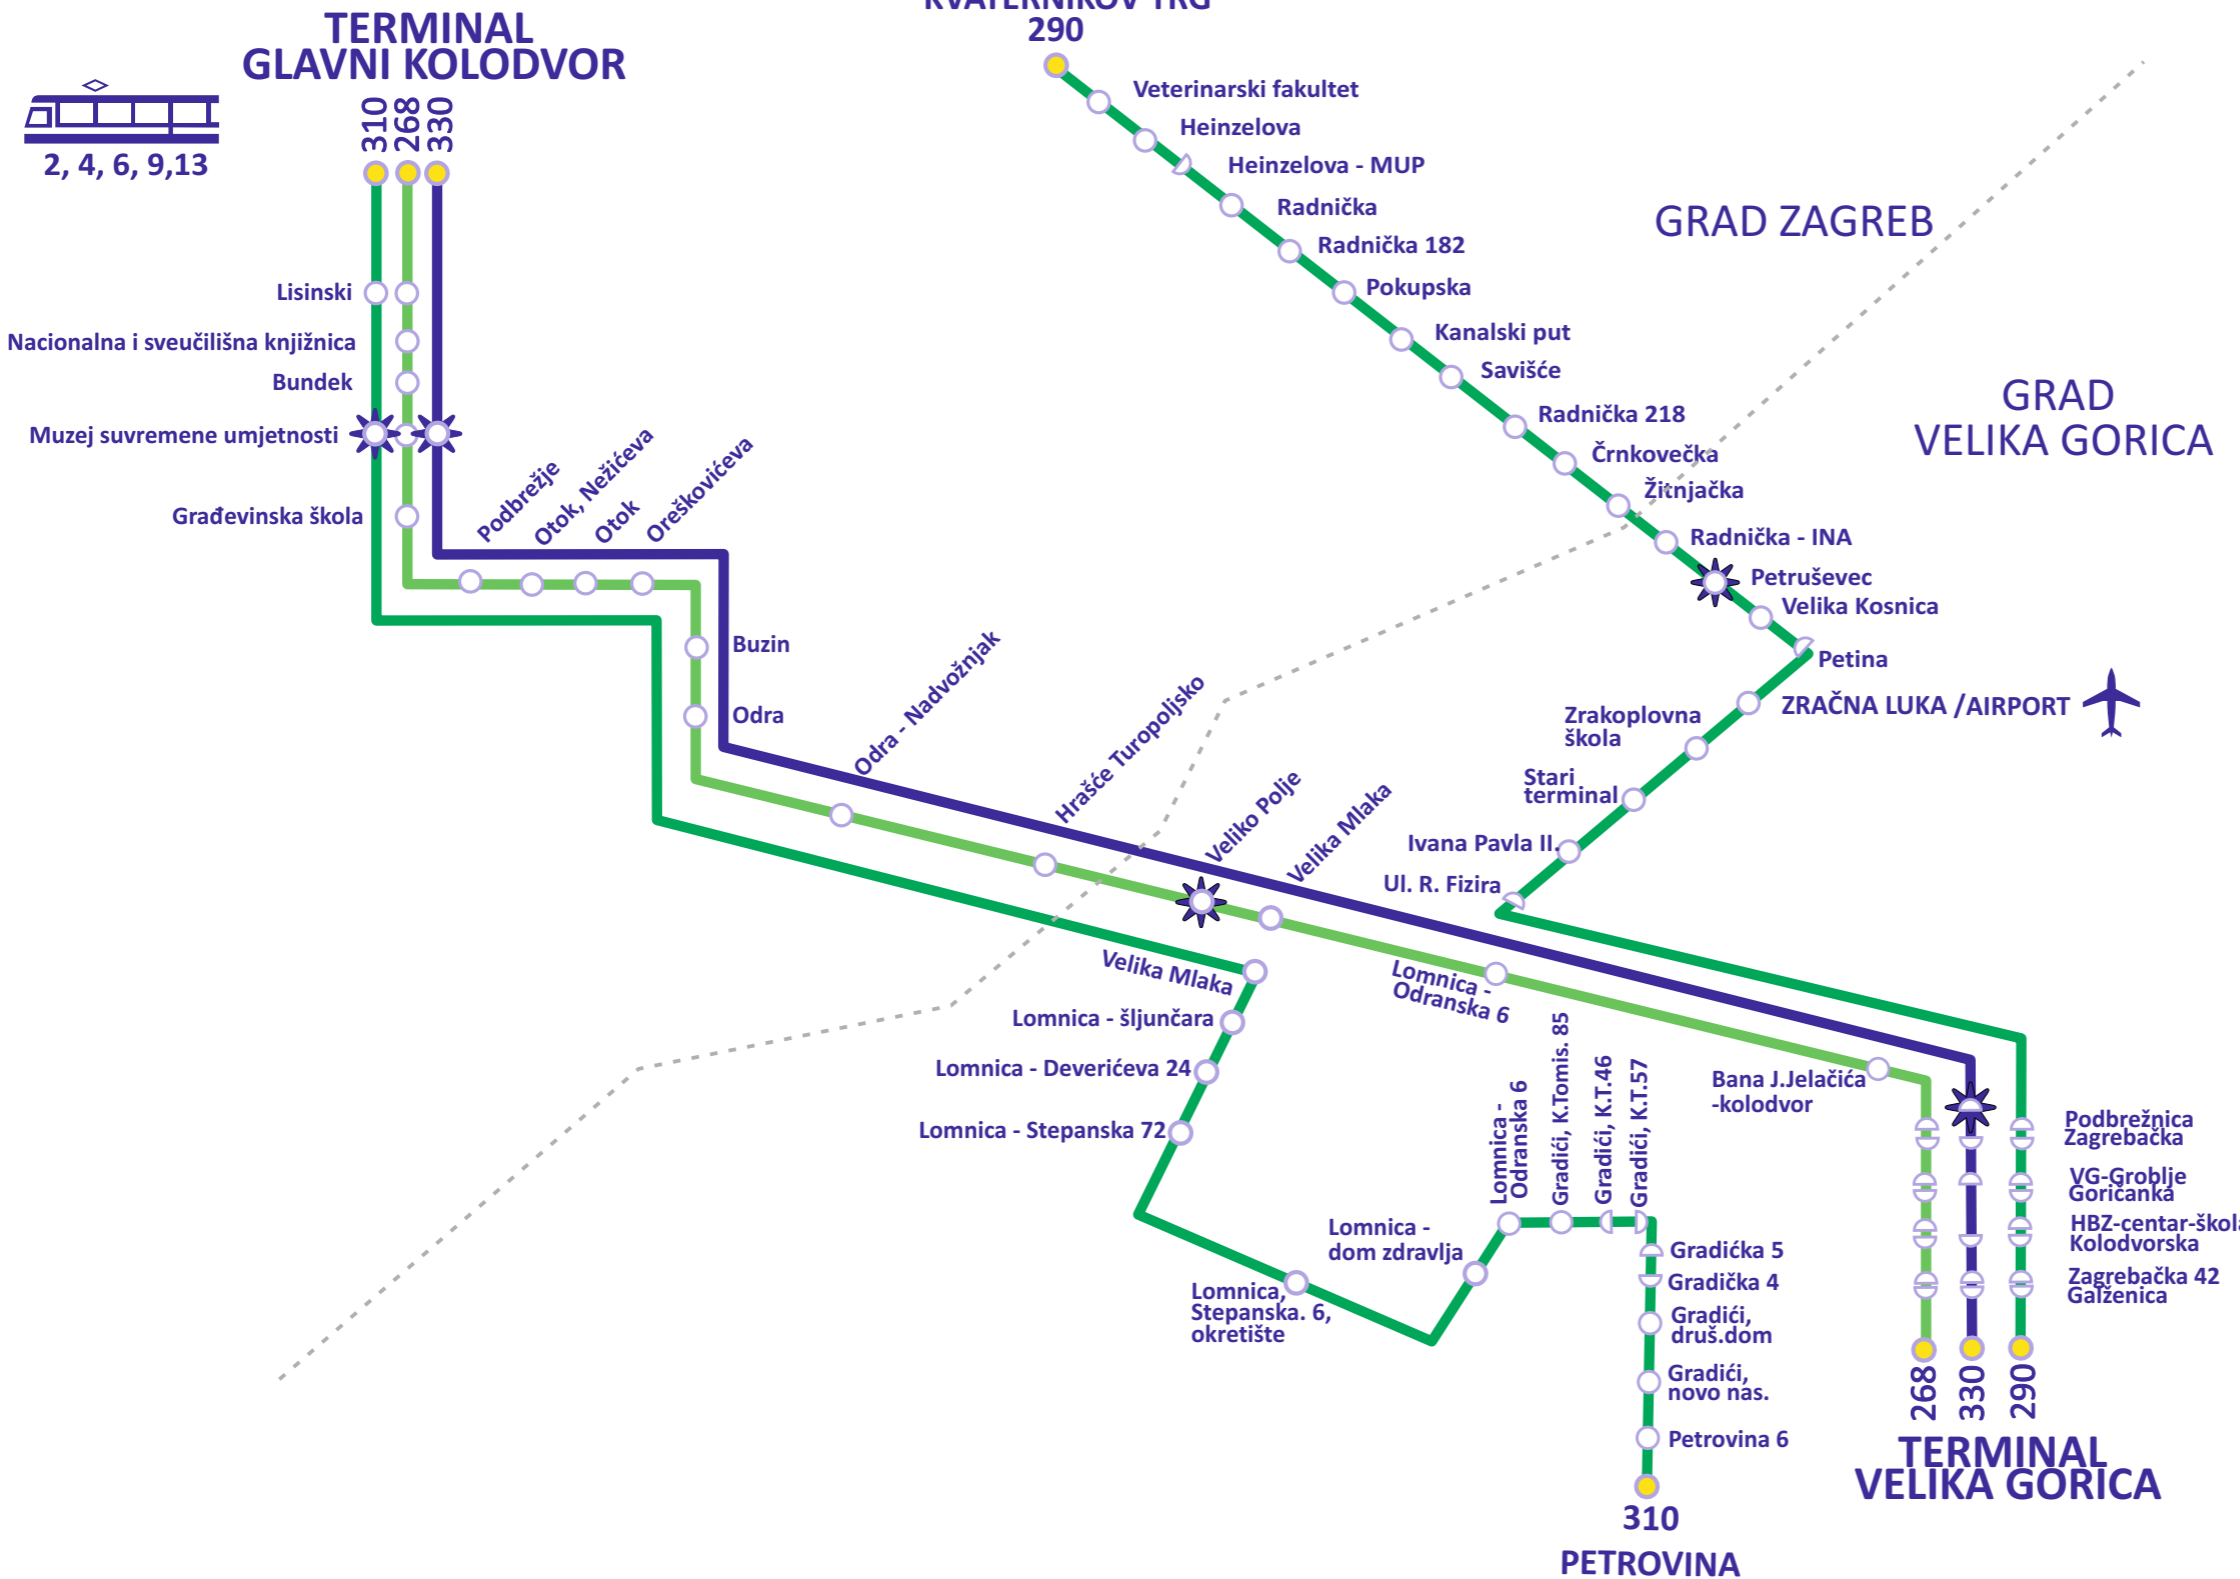 TERMINAL
GLAVNI KOLODVOR
310
268
330
2, 4, 6, 9,13
KVATERNIKOV TRG
290
Veterinarski fakultet
Heinzelova
Heinzelova - MUP
Radnička
Radnička 182
Pokupska
Kanalski put
Savišće
Radnička 218
Črnkovečka
Žitnjačka
Radnička - INA
Petruševec
Velika Kosnica
Petina
ZRAČNA LUKA /AIRPORT
Zrakoplovna
škola
Stari
terminal
Ivana Pavla II.
Ul. R. Fizira
GRAD ZAGREB
GRAD
VELIKA GORICA
Lisinski
Nacionalna i sveučilišna knjižnica
Bundek
Muzej suvremene umjetnosti
Građevinska škola
Podbrežje
Otok, Nežićeva
Otok
Oreškovićeva
Buzin
Odra
Odra - Nadvožnjak
Hrašće Turopoljsko
Veliko Polje
Velika Mlaka
Lomnica -
Odranska 6
Bana J.Jelačića
-kolodvor
Velika Mlaka
Lomnica - šljunčara
Lomnica - Deverićeva 24
Lomnica - Stepanska 72
Lomnica,
Stepanska. 6,
okretište
Lomnica -
dom zdravlja
Lomnica -
Odranska 6
Gradići, K.Tomis. 85
Gradići, K.T.46
Gradići, K.T.57
Gradićka 5
Gradička 4
Gradići,
druš.dom
Gradići,
novo nas.
Petrovina 6
310
PETROVINA
Podbrežnica
Zagrebačka
VG-Groblje
Goričanka
HBZ-centar-škola
Kolodvorska
Zagrebačka 42
Galženica
268
330
290
TERMINAL
VELIKA GORICA